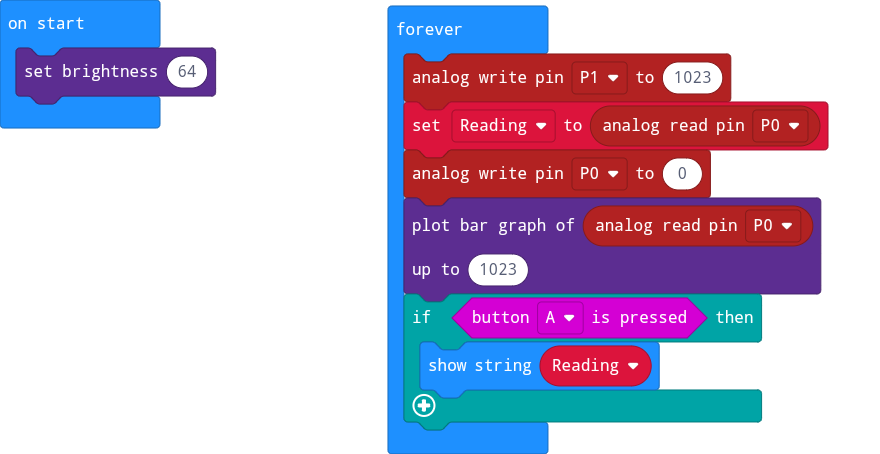 on start
set brightness 64
forever
analog write pin P1 to 1023
set Reading to analog read pin P0
analog write pin P0 to 0
plot bar graph of analog read pin P0
up to 1023
if button A is pressed then
show string Reading